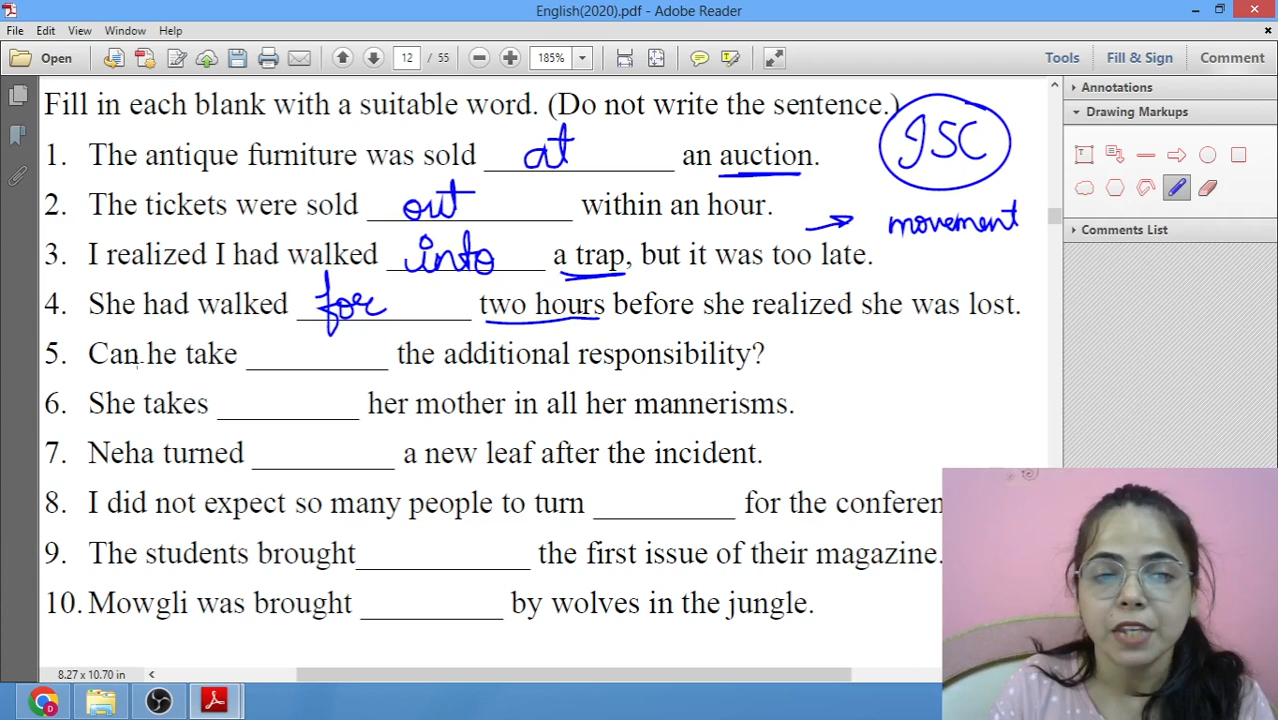 English(2020).pdf - Adobe Reader
File Edit View Window Help
Open 12 / 55 185% Tools Fill & Sign Comment
Fill in each blank with a suitable word. (Do not write the sentence.)
1. The antique furniture was sold at an auction.
2. The tickets were sold out within an hour.
3. I realized I had walked into a trap, but it was too late.
4. She had walked for two hours before she realized she was lost.
5. Can he take the additional responsibility?
6. She takes her mother in all her mannerisms.
7. Neha turned a new leaf after the incident.
8. I did not expect so many people to turn for the conferen
9. The students brought the first issue of their magazine.
10. Mowgli was brought by wolves in the jungle.
ISC
→ movement
Annotations
Drawing Markups
Comments List
8.27 x 10.70 in